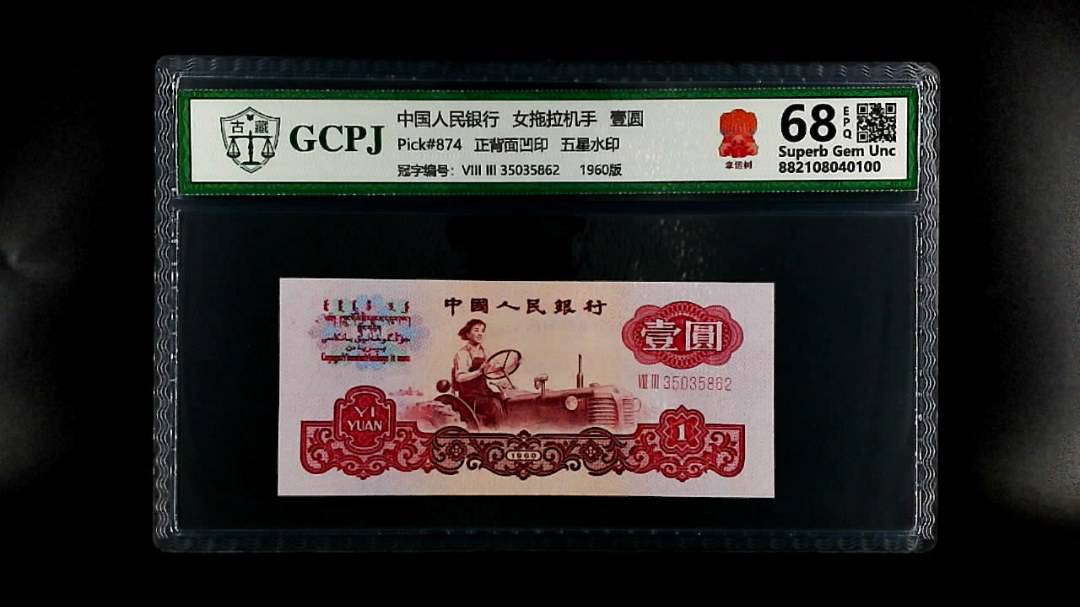 古 藏
GCPJ
中国人民银行 女拖拉机手 壹圆
Pick#874 正背面凹印 五星水印
冠字编号：VIII III 35035862 1960版
68 EPQ
Superb Gem Unc
882108040100
中國人民銀行
壹圓
VIII III 35035862
YI
YUAN
1960
1